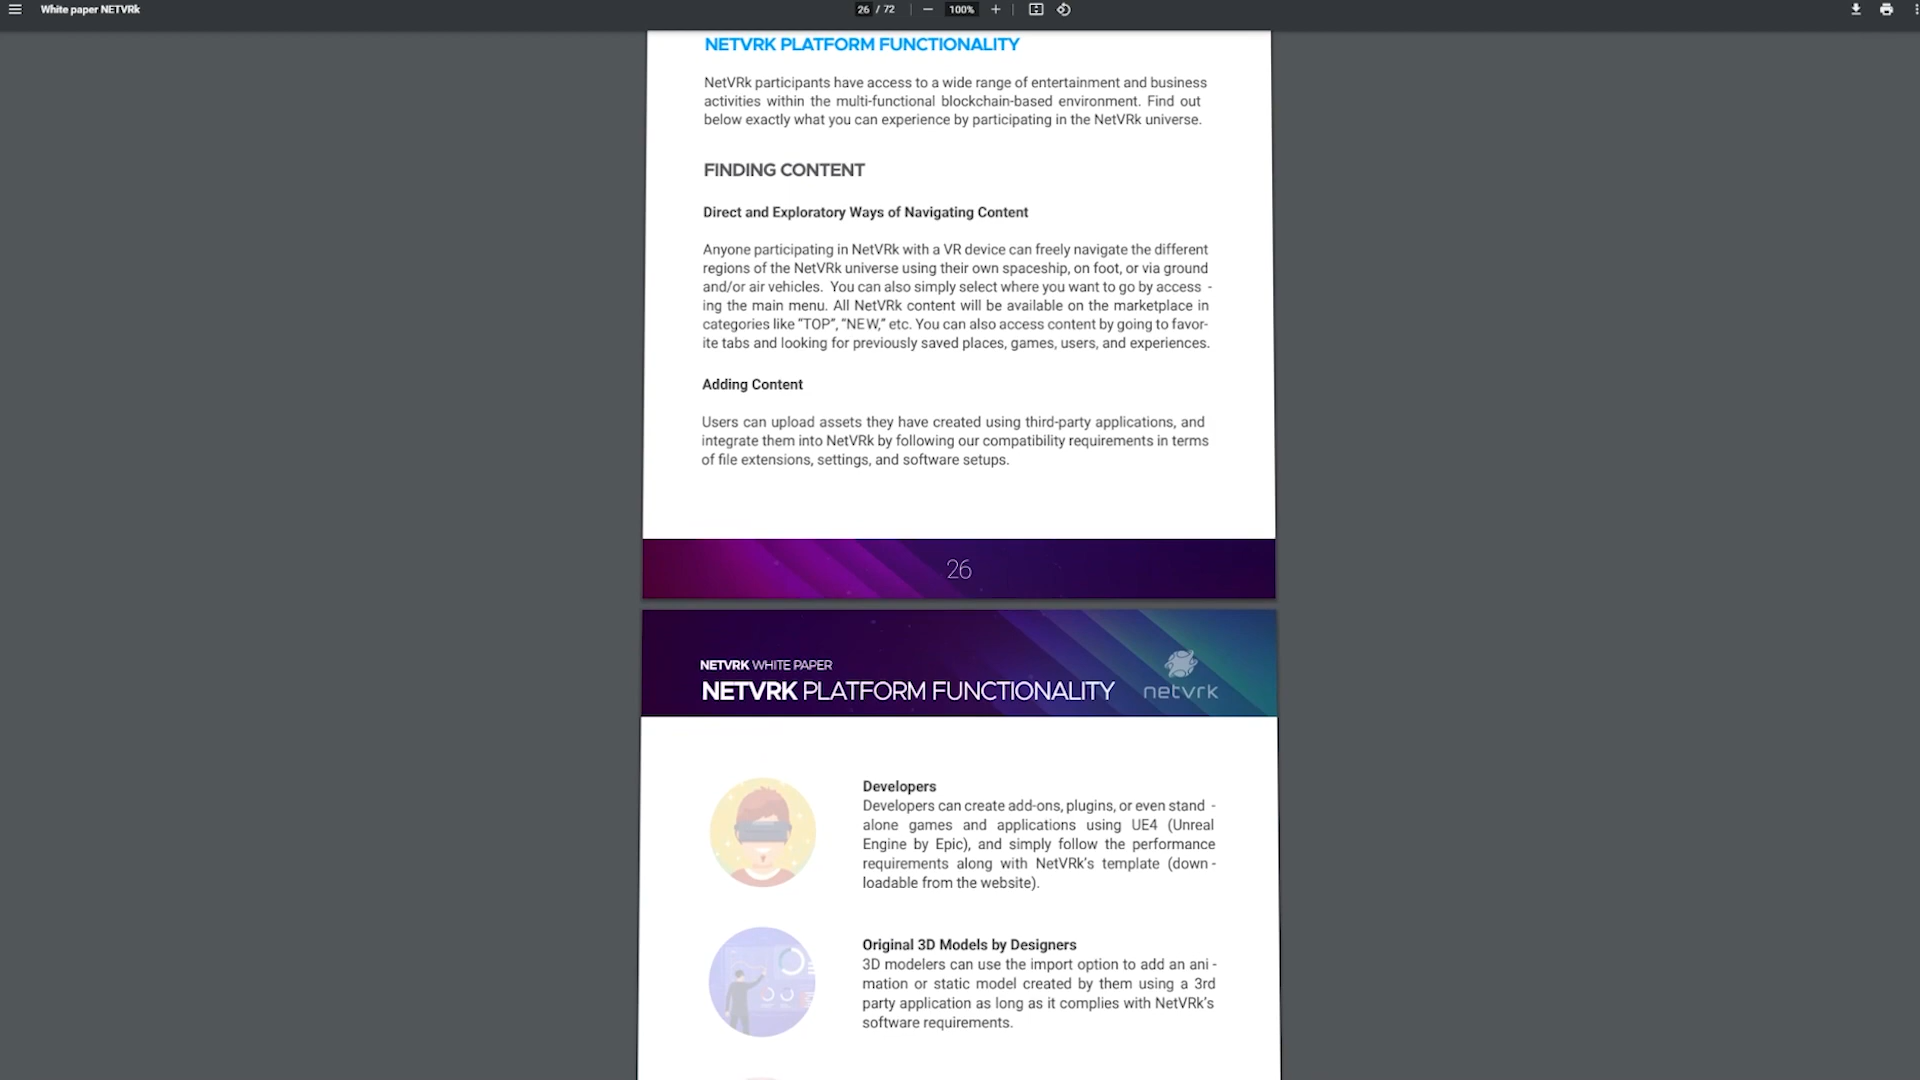 White paper NETVRk
26 / 72
100%
NETVRK PLATFORM FUNCTIONALITY
NetVRk participants have access to a wide range of entertainment and business
activities within the multi-functional blockchain-based environment. Find out
below exactly what you can experience by participating in the NetVRk universe.
FINDING CONTENT
Direct and Exploratory Ways of Navigating Content
Anyone participating in NetVRk with a VR device can freely navigate the different
regions of the NetVRk universe using their own spaceship, on foot, or via ground
and/or air vehicles. You can also simply select where you want to go by access -
ing the main menu. All NetVRk content will be available on the marketplace in
categories like “TOP”, “NEW,” etc. You can also access content by going to favor-
ite tabs and looking for previously saved places, games, users, and experiences.
Adding Content
Users can upload assets they have created using third-party applications, and
integrate them into NetVRk by following our compatibility requirements in terms
of file extensions, settings, and software setups.
26
NETVRK WHITE PAPER
NETVRK PLATFORM FUNCTIONALITY
netvrk
Developers
Developers can create add-ons, plugins, or even stand -
alone games and applications using UE4 (Unreal
Engine by Epic), and simply follow the performance
requirements along with NetVRk’s template (down -
loadable from the website).
Original 3D Models by Designers
3D modelers can use the import option to add an ani -
mation or static model created by them using a 3rd
party application as long as it complies with NetVRk’s
software requirements.